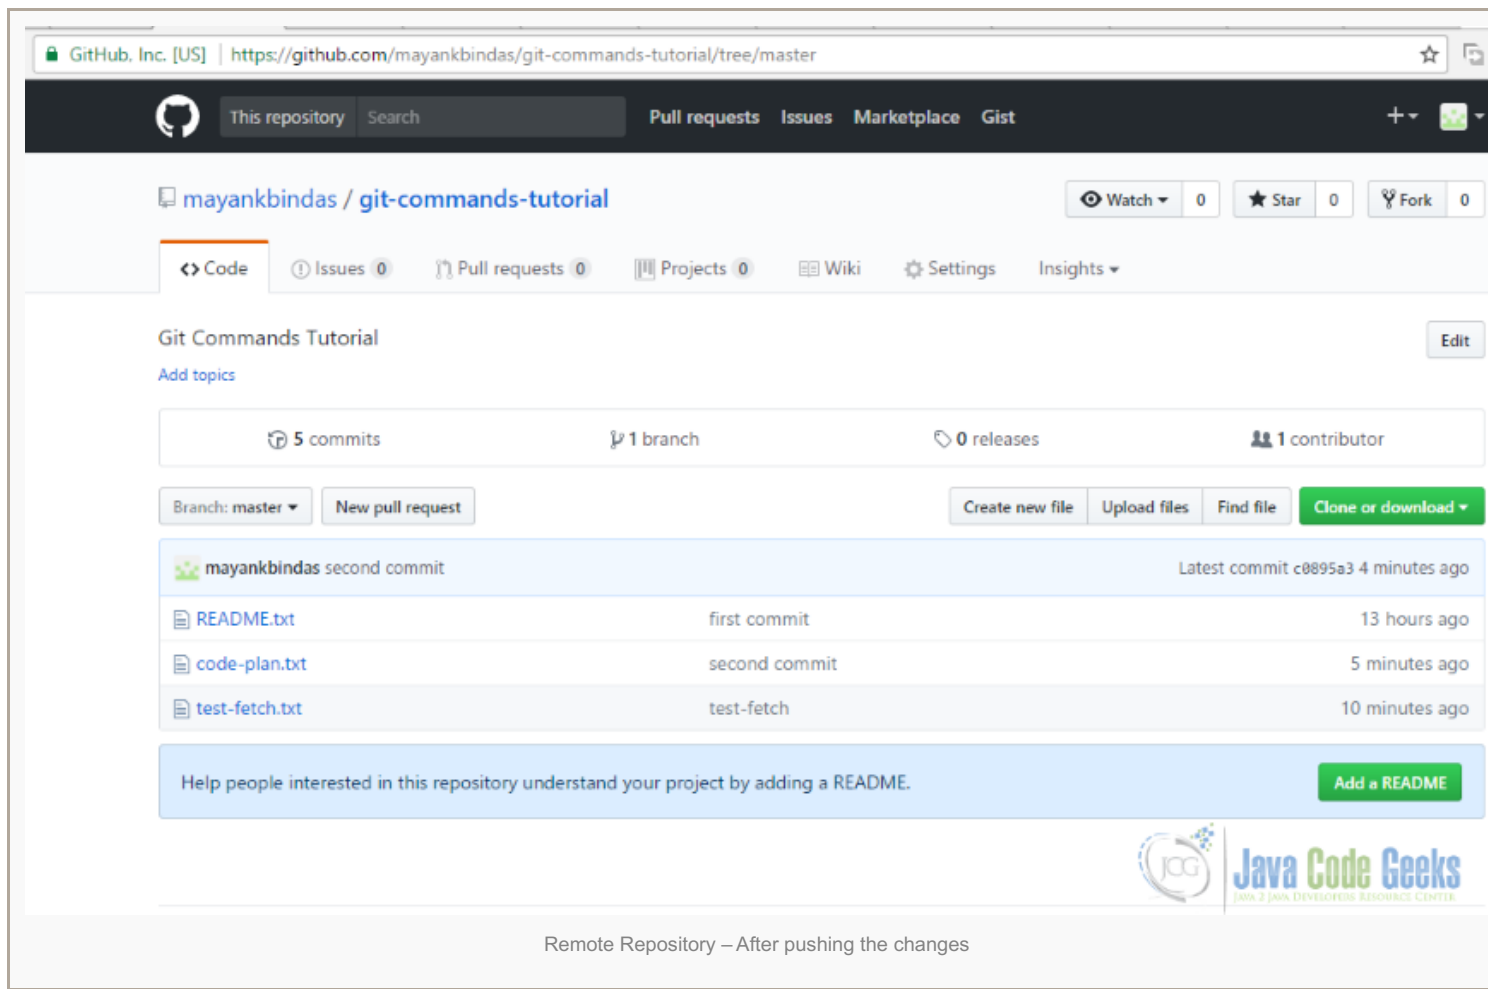 GitHub, Inc. [US] https://github.com/mayankbindas/git-commands-tutorial/tree/master
This repository Search Pull requests Issues Marketplace Gist
mayankbindas / git-commands-tutorial Watch 0 Star 0 Fork 0
Code Issues 0 Pull requests 0 Projects 0 Wiki Settings Insights
Git Commands Tutorial Edit
Add topics
5 commits 1 branch 0 releases 1 contributor
Branch: master New pull request Create new file Upload files Find file Clone or download
mayankbindas second commit Latest commit c0895a3 4 minutes ago
README.txt first commit 13 hours ago
code-plan.txt second commit 5 minutes ago
test-fetch.txt test-fetch 10 minutes ago
Help people interested in this repository understand your project by adding a README. Add a README
JCG Java Code Geeks
JAVA 2 JAVA DEVELOPERS RESOURCE CENTER
Remote Repository – After pushing the changes